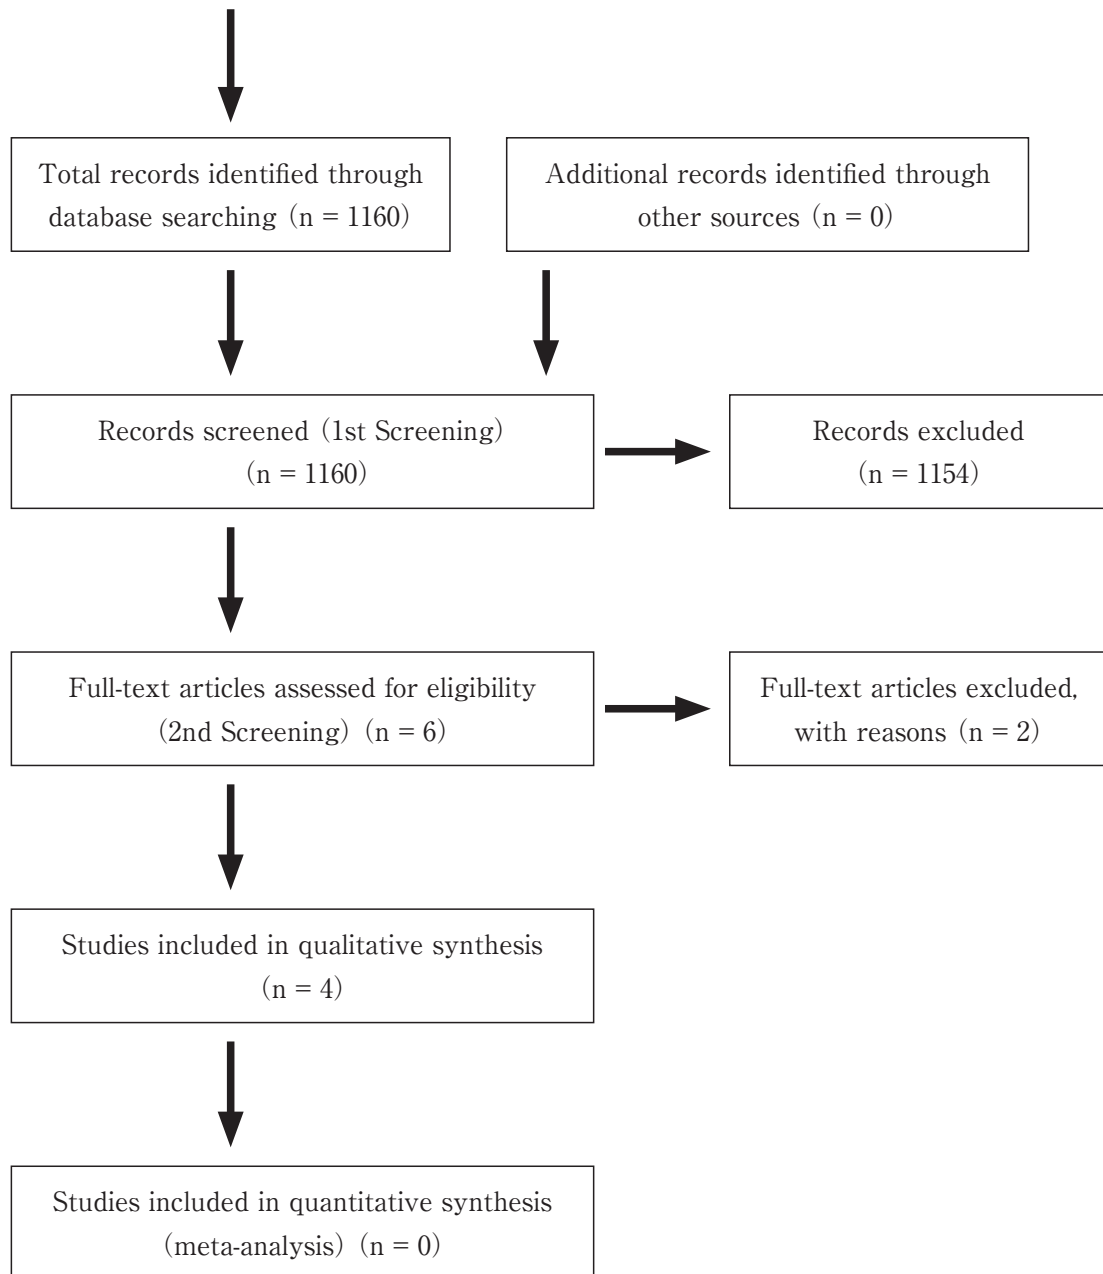 Total records identified through
database searching (n = 1160)
Additional records identified through
other sources (n = 0)
Records screened (1st Screening)
(n = 1160)
Records excluded
(n = 1154)
Full-text articles assessed for eligibility
(2nd Screening) (n = 6)
Full-text articles excluded,
with reasons (n = 2)
Studies included in qualitative synthesis
(n = 4)
Studies included in quantitative synthesis
(meta-analysis) (n = 0)